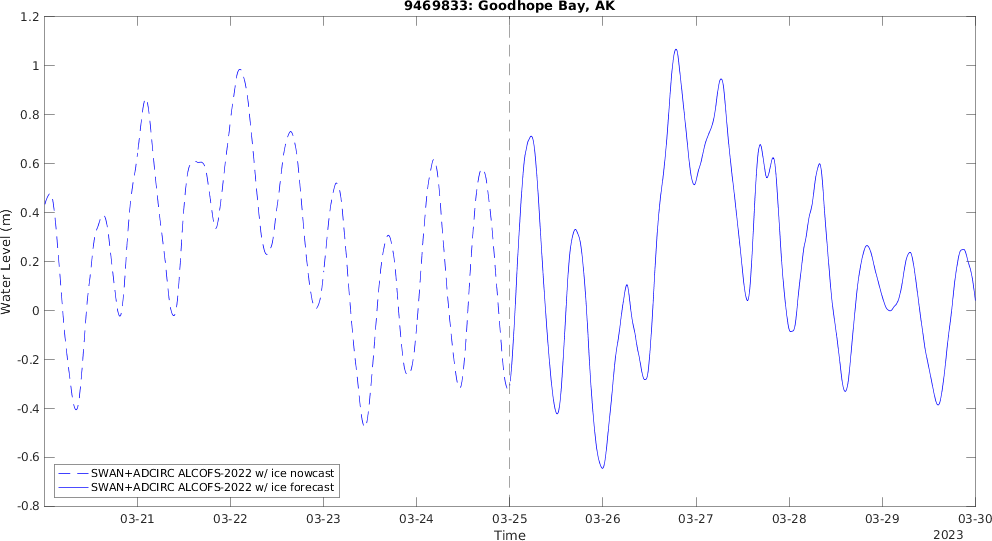 9469833: Goodhope Bay, AK
Water Level (m)
1.2
1
0.8
0.6
0.4
0.2
0
-0.2
-0.4
-0.6
-0.8
SWAN+ADCIRC ALCOFS-2022 w/ ice nowcast
SWAN+ADCIRC ALCOFS-2022 w/ ice forecast
03-21 03-22 03-23 03-24 03-25 03-26 03-27 03-28 03-29 03-30
Time
2023